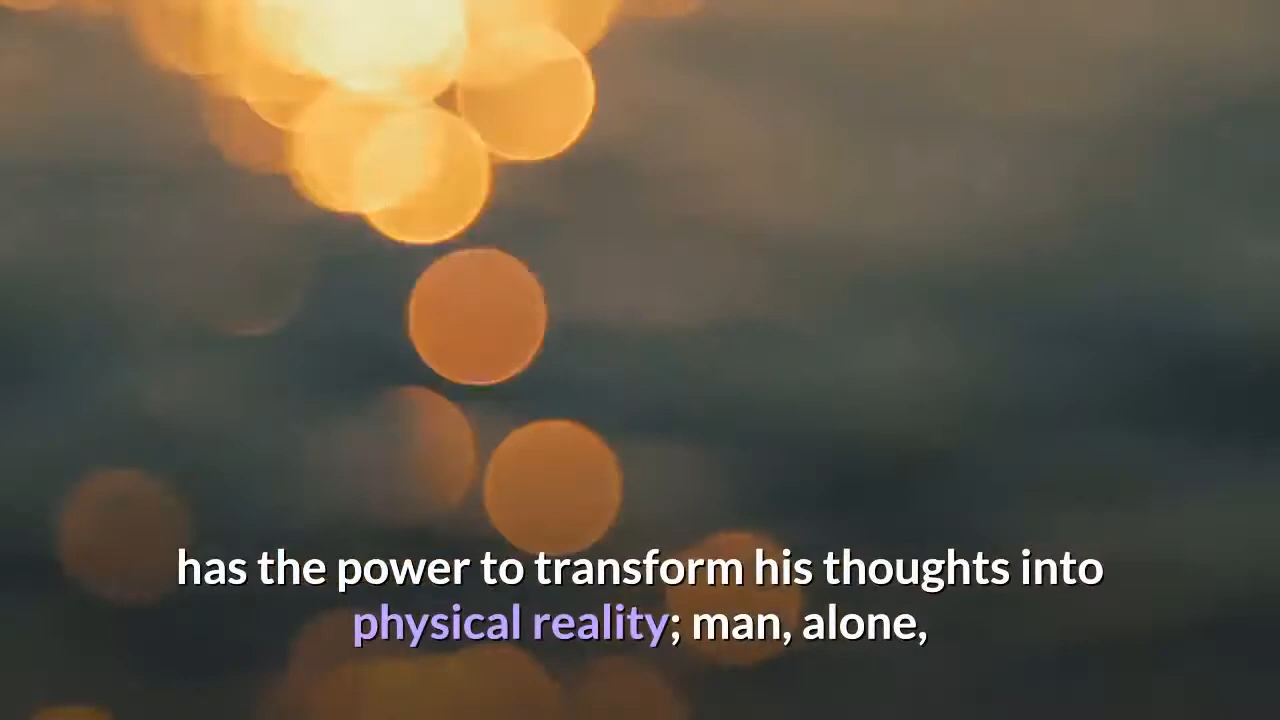 has the power to transform his thoughts into
physical reality; man, alone,